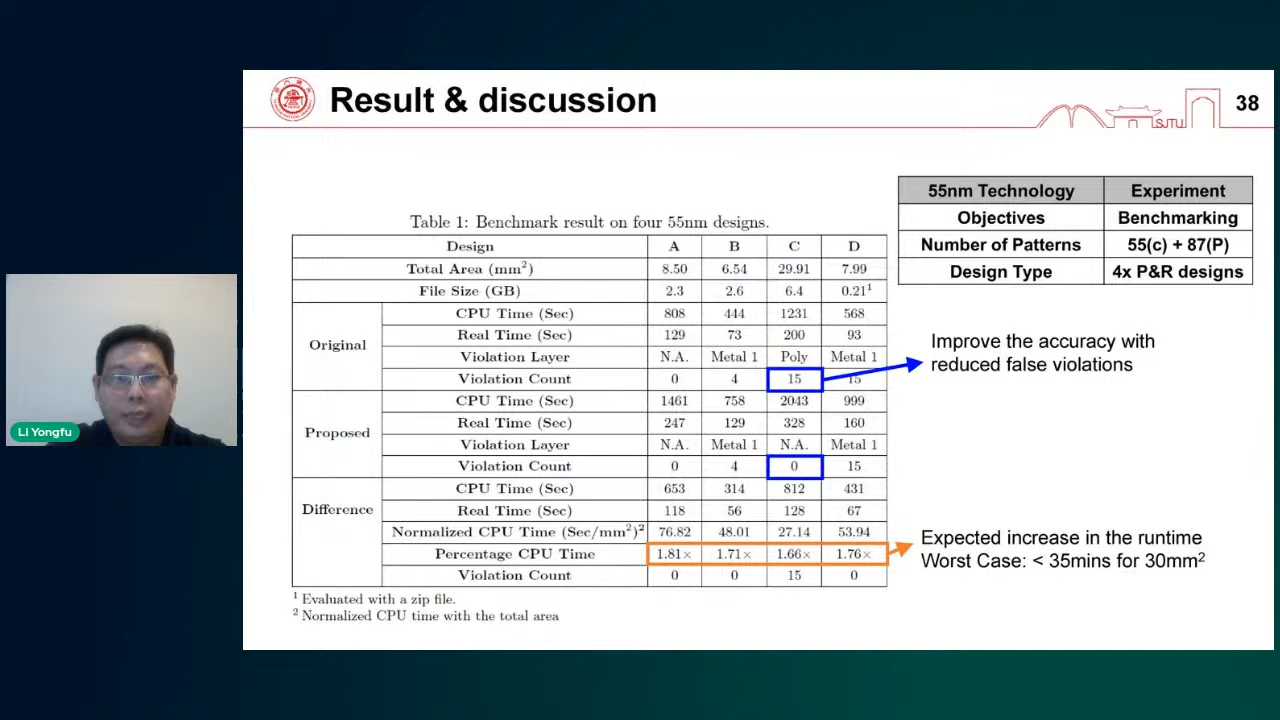 Result & discussion
SJTU
38
55nm Technology Experiment
Objectives Benchmarking
Number of Patterns 55(c) + 87(P)
Design Type 4x P&R designs
Table 1: Benchmark result on four 55nm designs.
Design A B C D
Total Area (mm²) 8.50 6.54 29.91 7.99
File Size (GB) 2.3 2.6 6.4 0.21¹
Original
CPU Time (Sec) 808 444 1231 568
Real Time (Sec) 129 73 200 93
Violation Layer N.A. Metal 1 Poly Metal 1
Violation Count 0 4 15 15
Proposed
CPU Time (Sec) 1461 758 2043 999
Real Time (Sec) 247 129 328 160
Violation Layer N.A. Metal 1 N.A. Metal 1
Violation Count 0 4 0 15
Difference
CPU Time (Sec) 653 314 812 431
Real Time (Sec) 118 56 128 67
Normalized CPU Time (Sec/mm²)² 76.82 48.01 27.14 53.94
Percentage CPU Time 1.81× 1.71× 1.66× 1.76×
Violation Count 0 0 15 0
¹ Evaluated with a zip file.
² Normalized CPU time with the total area
Improve the accuracy with
reduced false violations
Expected increase in the runtime
Worst Case: < 35mins for 30mm²
Li Yongfu